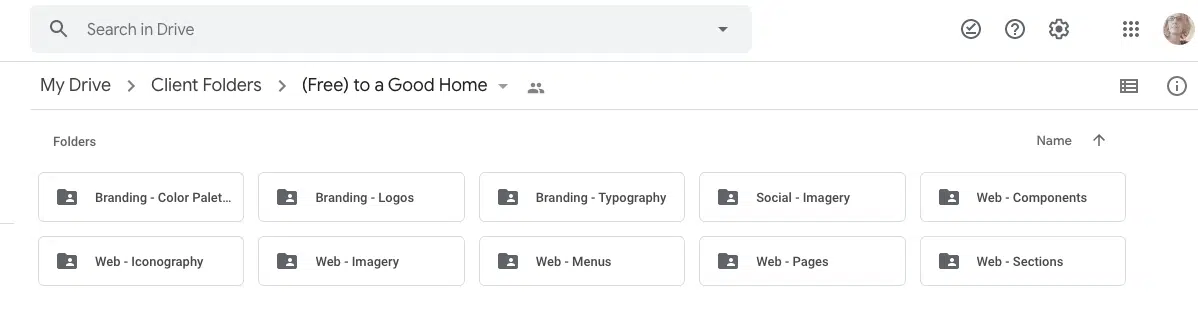 Search in Drive
My Drive > Client Folders > (Free) to a Good Home
Folders
Name
Branding - Color Palet...
Branding - Logos
Branding - Typography
Social - Imagery
Web - Components
Web - Iconography
Web - Imagery
Web - Menus
Web - Pages
Web - Sections